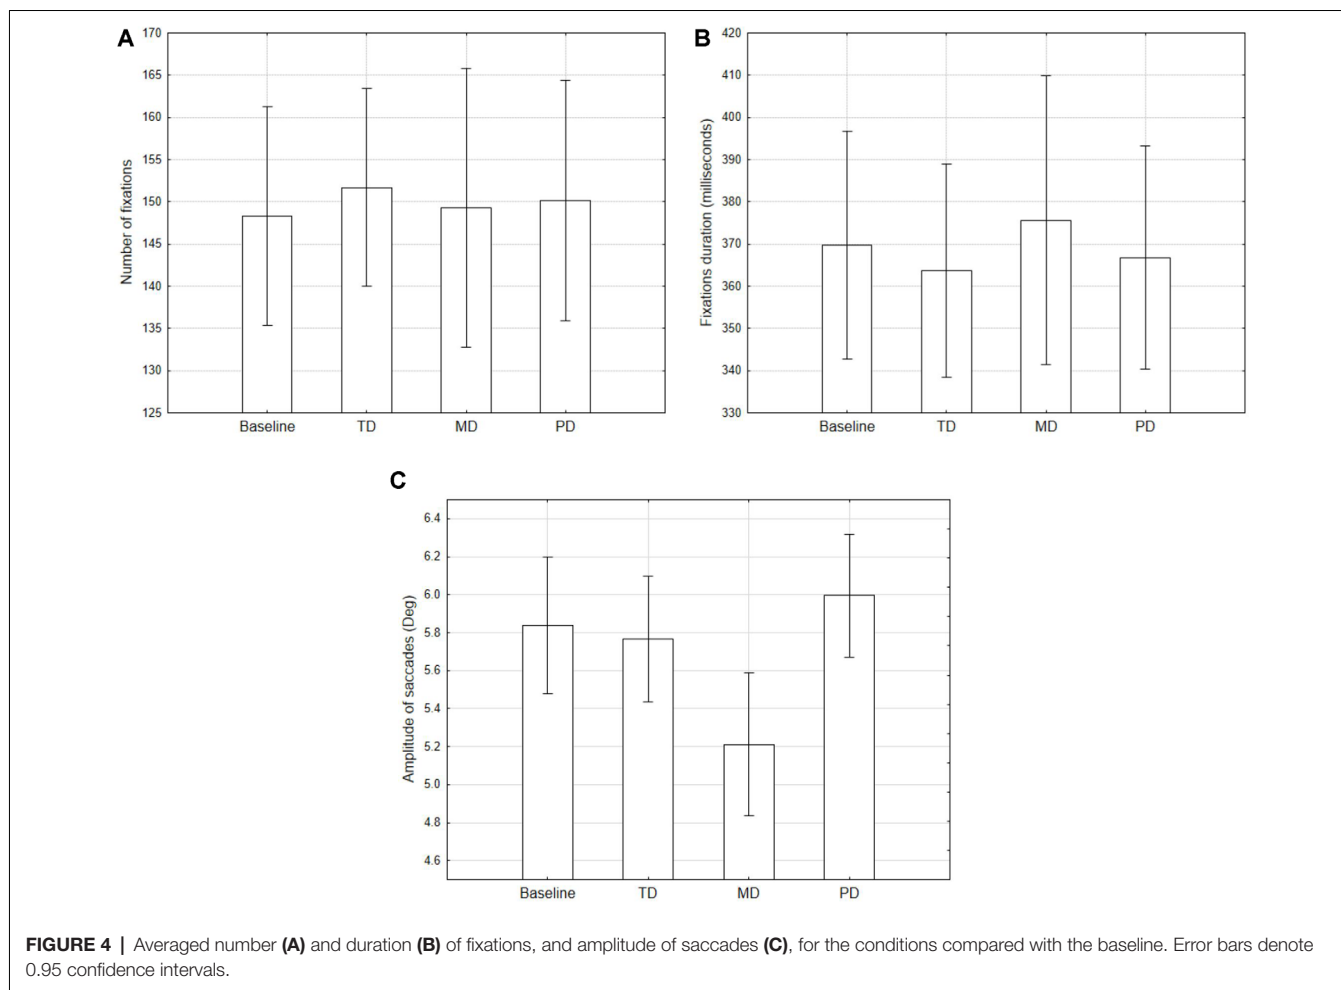 A
170
165
160
155
150
145
140
135
130
125
Number of fixations
Baseline TD MD PD
B
420
410
400
390
380
370
360
350
340
330
Fixations duration (milliseconds)
Baseline TD MD PD
C
6.4
6.2
6.0
5.8
5.6
5.4
5.2
5.0
4.8
4.6
Amplitude of saccades (Deg)
Baseline TD MD PD
FIGURE 4 | Averaged number (A) and duration (B) of fixations, and amplitude of saccades (C), for the conditions compared with the baseline. Error bars denote
0.95 confidence intervals.